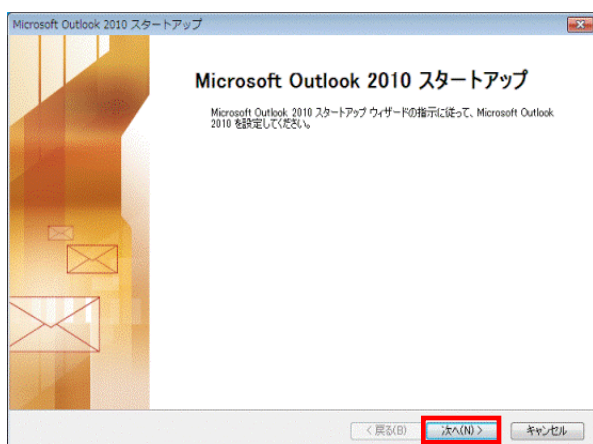 Microsoft Outlook 2010 スタートアップ
Microsoft Outlook 2010 スタートアップ
Microsoft Outlook 2010 スタートアップ ウィザードの指示に従って、Microsoft Outlook
2010 を設定してください。
< 戻る(B) 次へ(N) > キャンセル